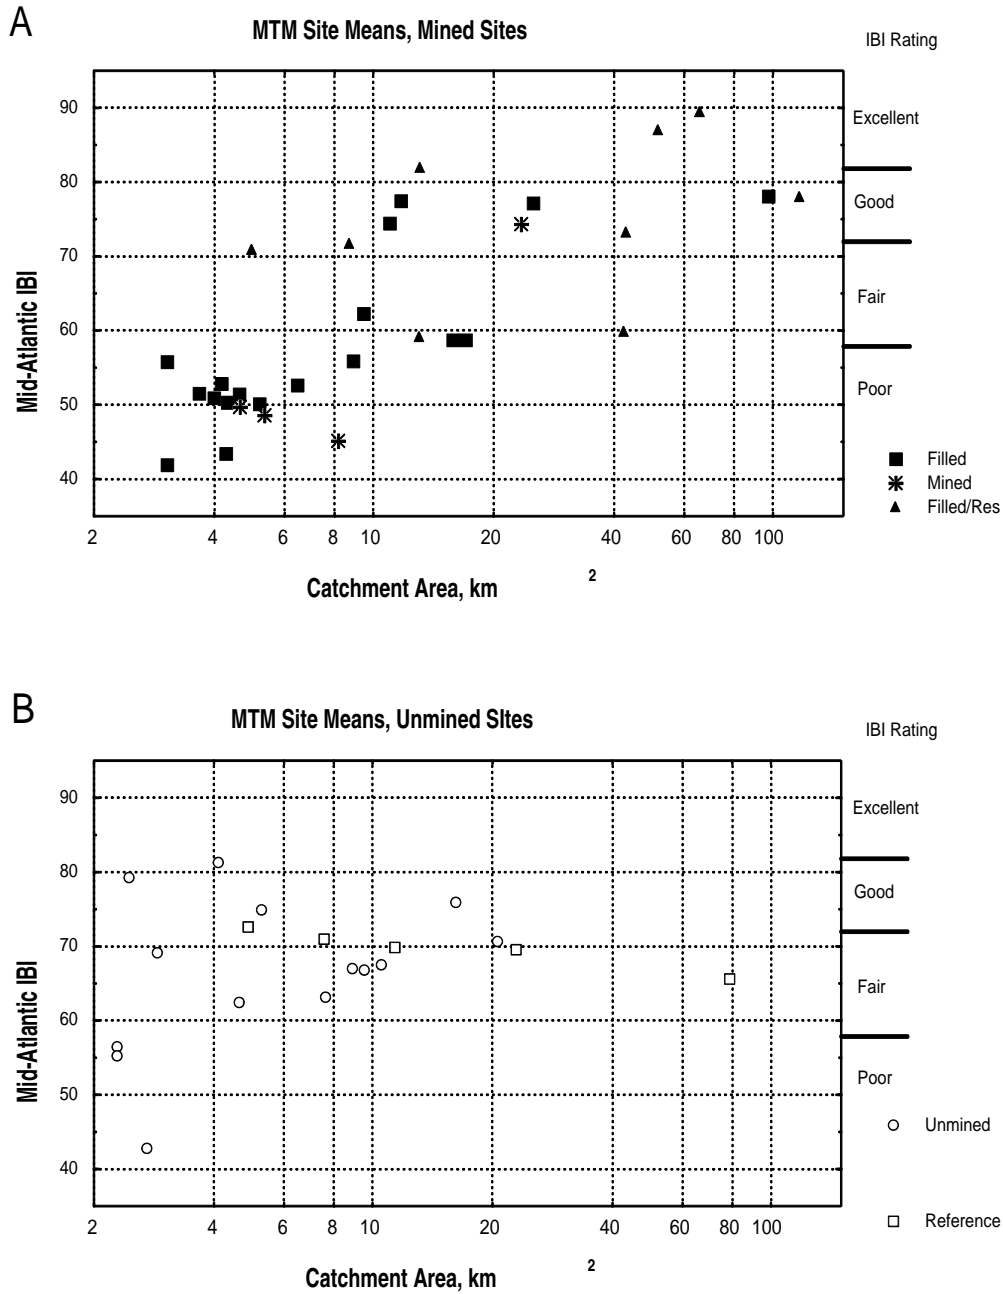 A
MTM Site Means, Mined Sites
IBI Rating
90
Excellent
80
Good
70
Fair
60
Poor
50
40
Mid-Atlantic IBI
Filled
Mined
Filled/Res
2 4 6 8 10 20 40 60 80 100
Catchment Area, km 2
B
MTM Site Means, Unmined SItes
IBI Rating
90
Excellent
80
Good
70
Fair
60
Poor
50
40
Mid-Atlantic IBI
Unmined
Reference
2 4 6 8 10 20 40 60 80 100
Catchment Area, km 2